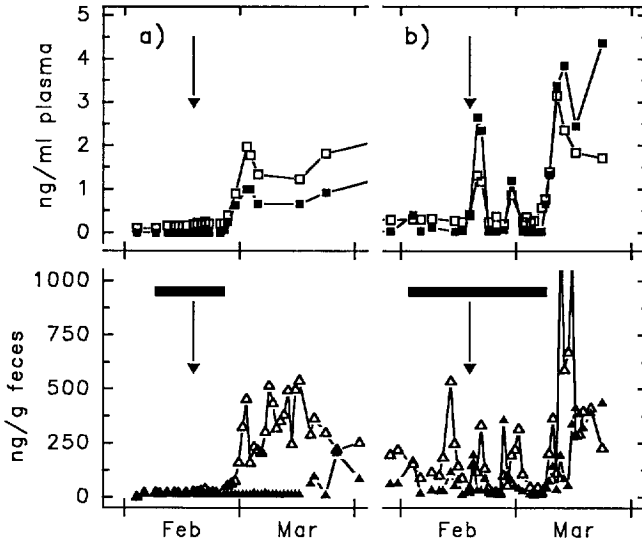 a)
b)
ng/ml plasma
5
4
3
2
1
0
ng/g feces
1000
750
500
250
0
Feb
Mar
Feb
Mar